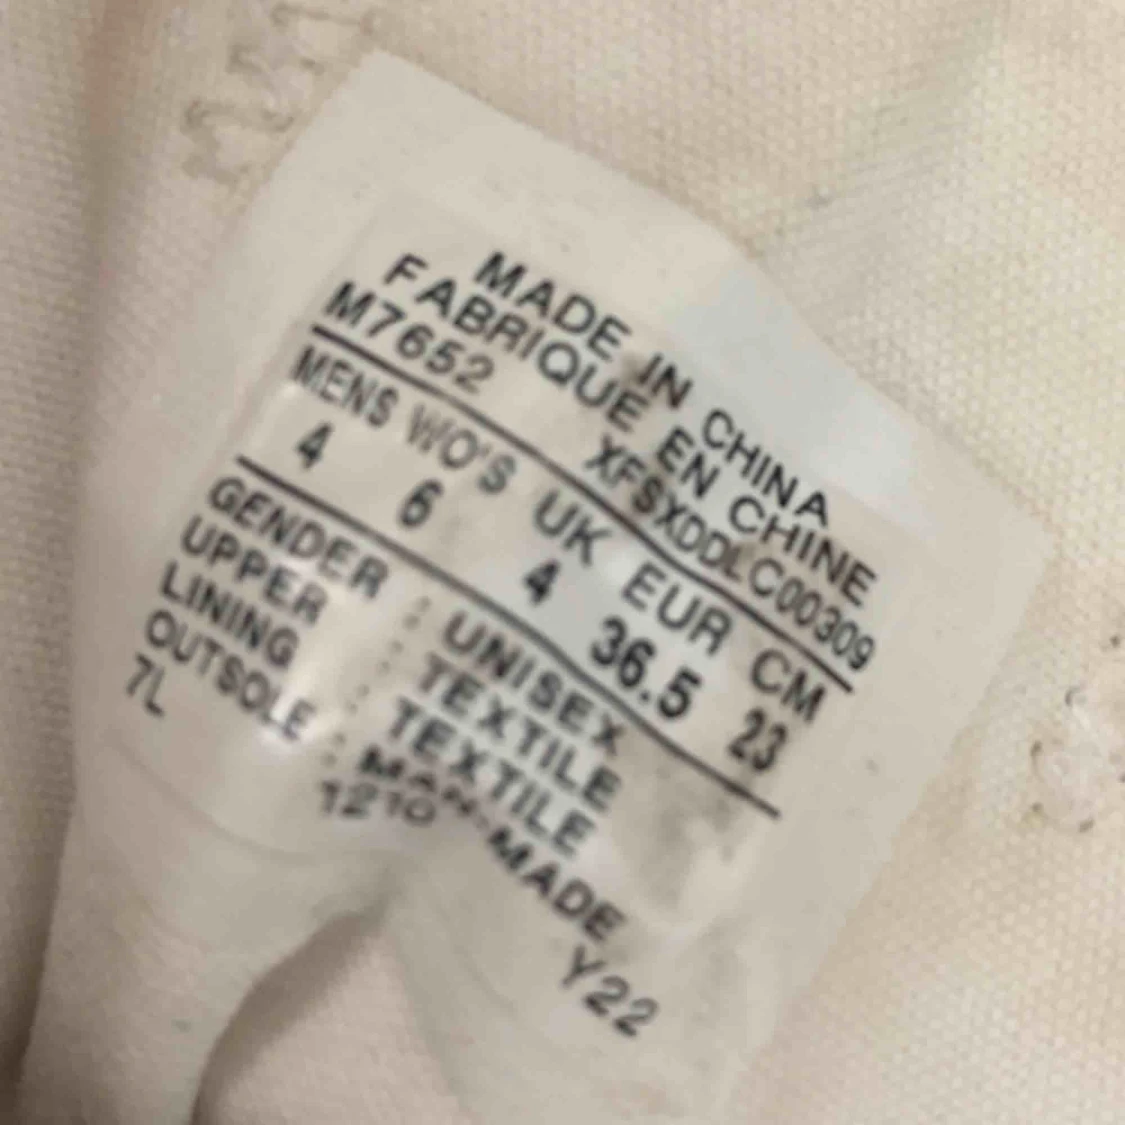 MADE IN CHINA
FABRIQUE EN CHINE
M7652 XFSXDDLC00309
MENS WO'S UK EUR CM
4 6 4 36.5 23
GENDER : UNISEX
UPPER : TEXTILE
LINING : TEXTILE
OUTSOLE : MAN-MADE
7L 1210 Y22